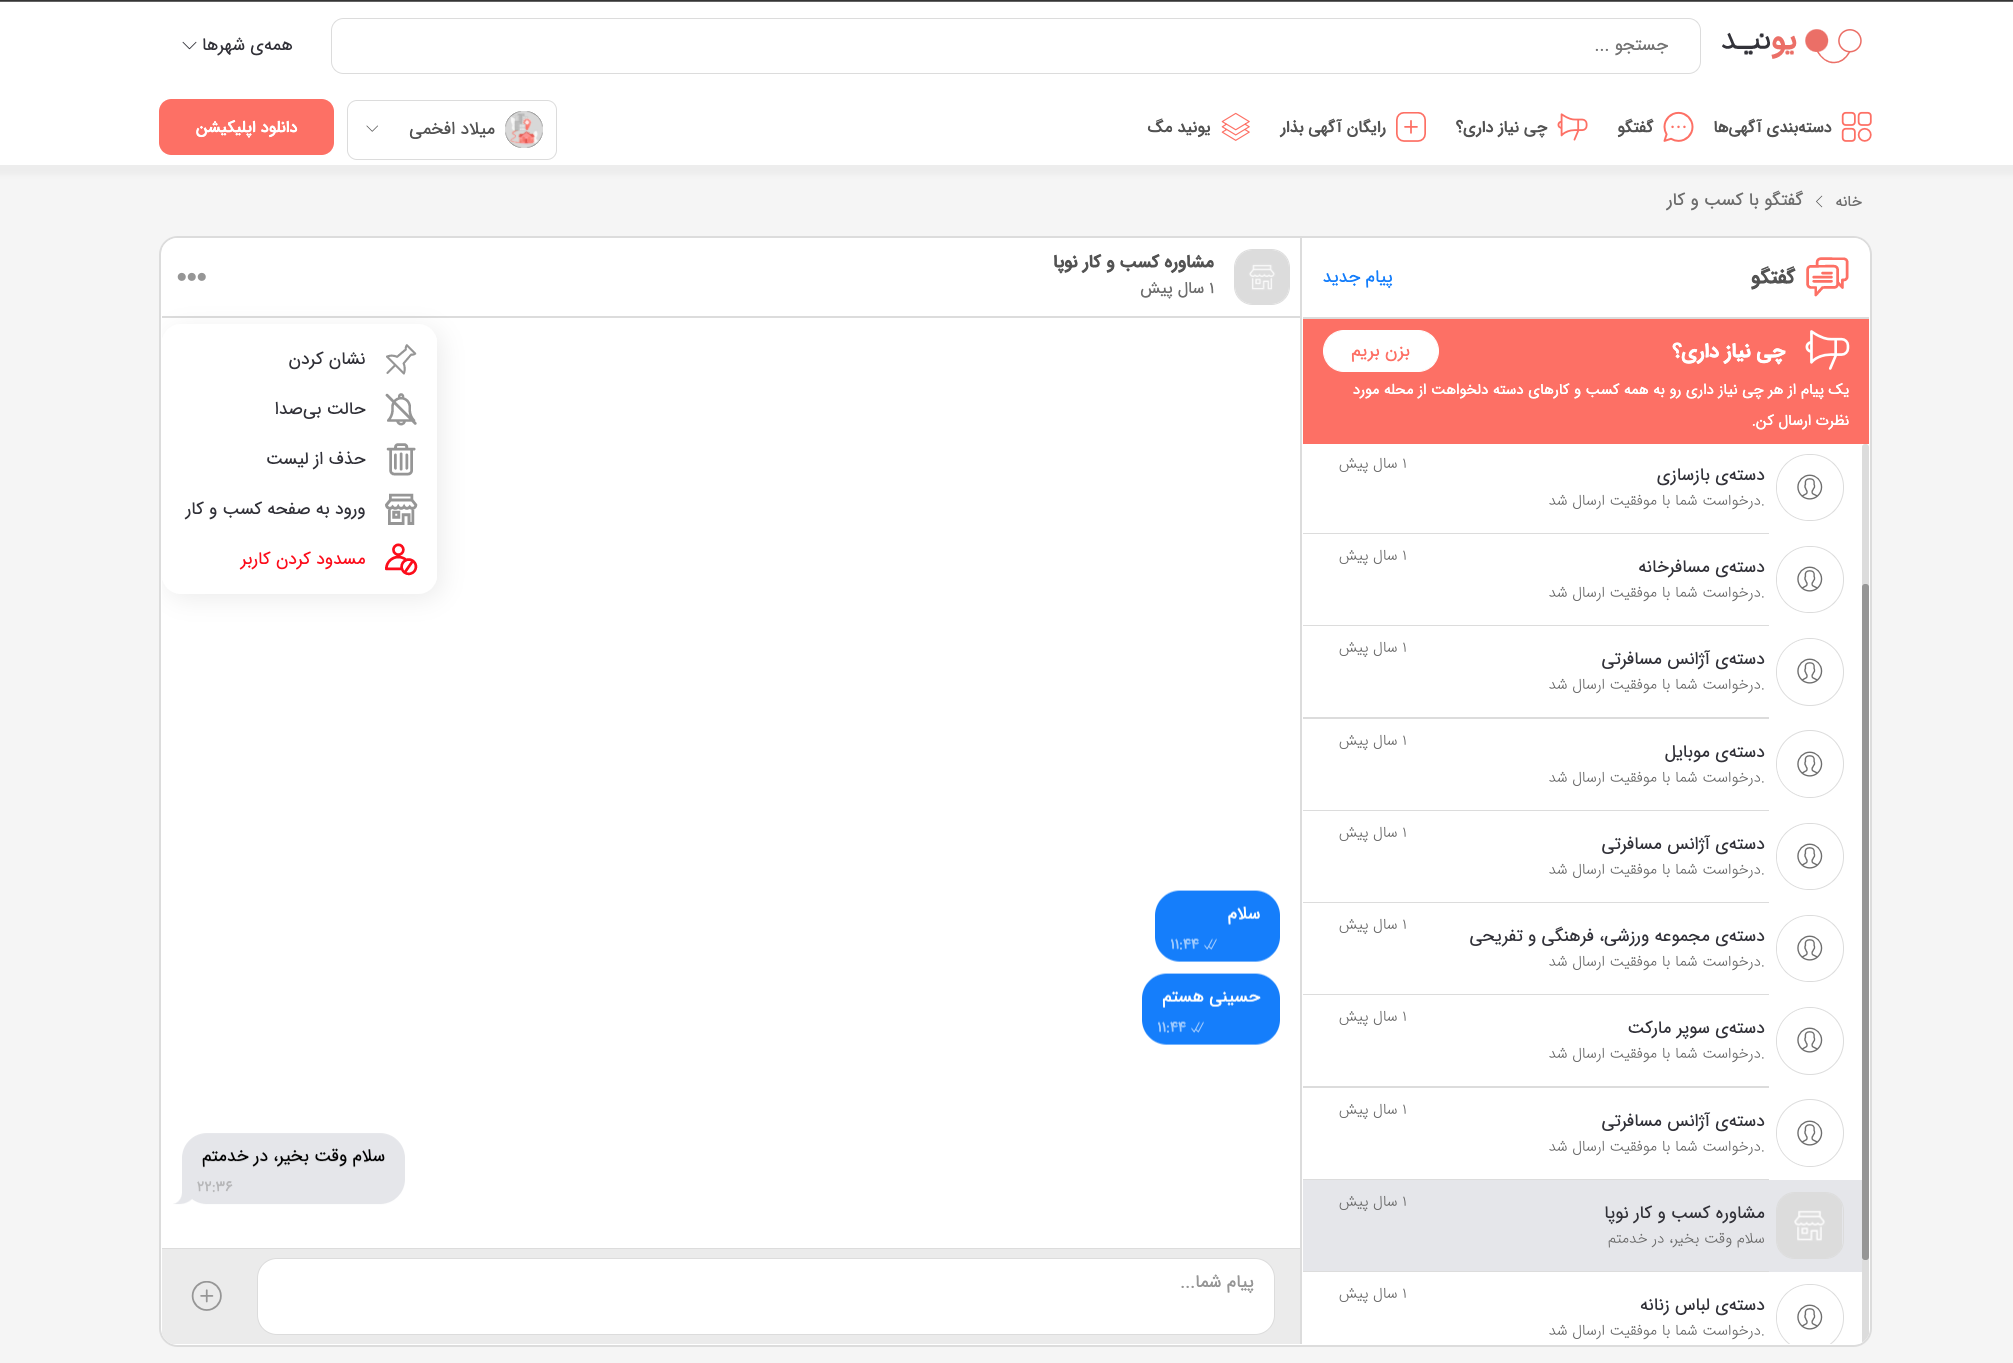 یونید
جستجو ...
همه‌ی شهرها
دسته‌بندی آگهی‌ها
گفتگو
چی نیاز داری؟
رایگان آگهی بذار
یونید مگ
میلاد افخمی
دانلود اپلیکیشن
خانه
گفتگو با کسب و کار
گفتگو
پیام جدید
چی نیاز داری؟
بزن بریم
یک پیام از هر چی نیاز داری رو به همه کسب و کارهای دسته دلخواهت از محله مورد
نظرت ارسال کن.
دسته‌ی بازسازی
۱ سال پیش
.درخواست شما با موفقیت ارسال شد
دسته‌ی مسافرخانه
۱ سال پیش
.درخواست شما با موفقیت ارسال شد
دسته‌ی آژانس مسافرتی
۱ سال پیش
.درخواست شما با موفقیت ارسال شد
دسته‌ی موبایل
۱ سال پیش
.درخواست شما با موفقیت ارسال شد
دسته‌ی آژانس مسافرتی
۱ سال پیش
.درخواست شما با موفقیت ارسال شد
دسته‌ی مجموعه ورزشی، فرهنگی و تفریحی
۱ سال پیش
.درخواست شما با موفقیت ارسال شد
دسته‌ی سوپر مارکت
۱ سال پیش
.درخواست شما با موفقیت ارسال شد
دسته‌ی آژانس مسافرتی
۱ سال پیش
.درخواست شما با موفقیت ارسال شد
مشاوره کسب و کار نوپا
۱ سال پیش
سلام وقت بخیر، در خدمتم
دسته‌ی لباس زنانه
۱ سال پیش
.درخواست شما با موفقیت ارسال شد
مشاوره کسب و کار نوپا
۱ سال پیش
نشان کردن
حالت بی‌صدا
حذف از لیست
ورود به صفحه کسب و کار
مسدود کردن کاربر
سلام
۱۱:۴۴
حسینی هستم
۱۱:۴۴
سلام وقت بخیر، در خدمتم
۲۲:۳۶
پیام شما...